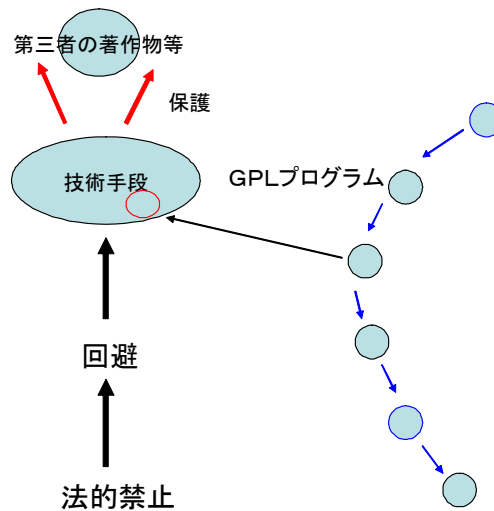 第三者の著作物等
保護
技術手段
GPLプログラム
回避
法的禁止